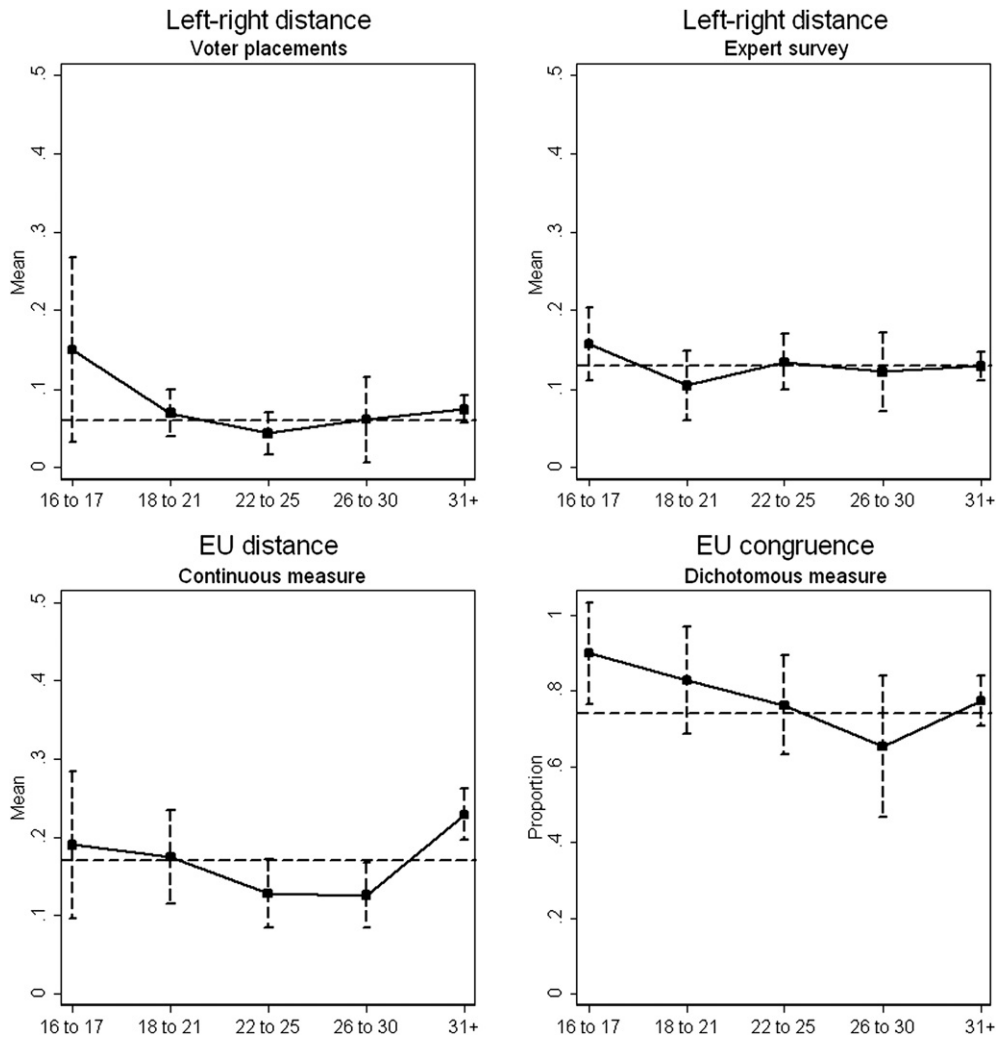 Left-right distance
Voter placements
Mean
.5
.4
.3
.2
.1
0
16 to 17 18 to 21 22 to 25 26 to 30 31+
Left-right distance
Expert survey
Mean
.5
.4
.3
.2
.1
0
16 to 17 18 to 21 22 to 25 26 to 30 31+
EU distance
Continuous measure
Mean
.5
.4
.3
.2
.1
0
16 to 17 18 to 21 22 to 25 26 to 30 31+
EU congruence
Dichotomous measure
Proportion
1
.8
.6
.4
.2
0
16 to 17 18 to 21 22 to 25 26 to 30 31+